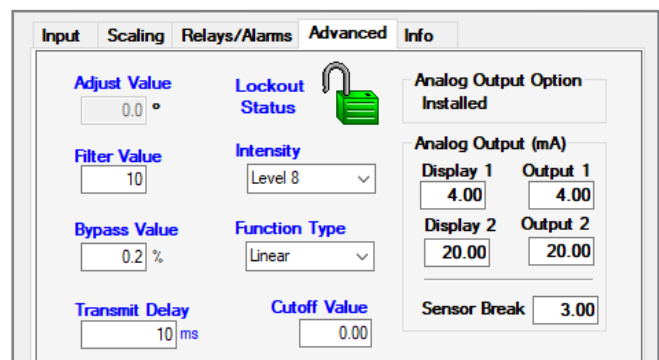 Input Scaling Relays/Alarms Advanced Info
Adjust Value
0.0 °
Lockout
Status
Analog Output Option
Installed
Filter Value
10
Intensity
Level 8
Analog Output (mA)
Display 1 Output 1
4.00 4.00
Bypass Value
0.2 %
Function Type
Linear
Display 2 Output 2
20.00 20.00
Transmit Delay
10 ms
Cutoff Value
0.00
Sensor Break 3.00